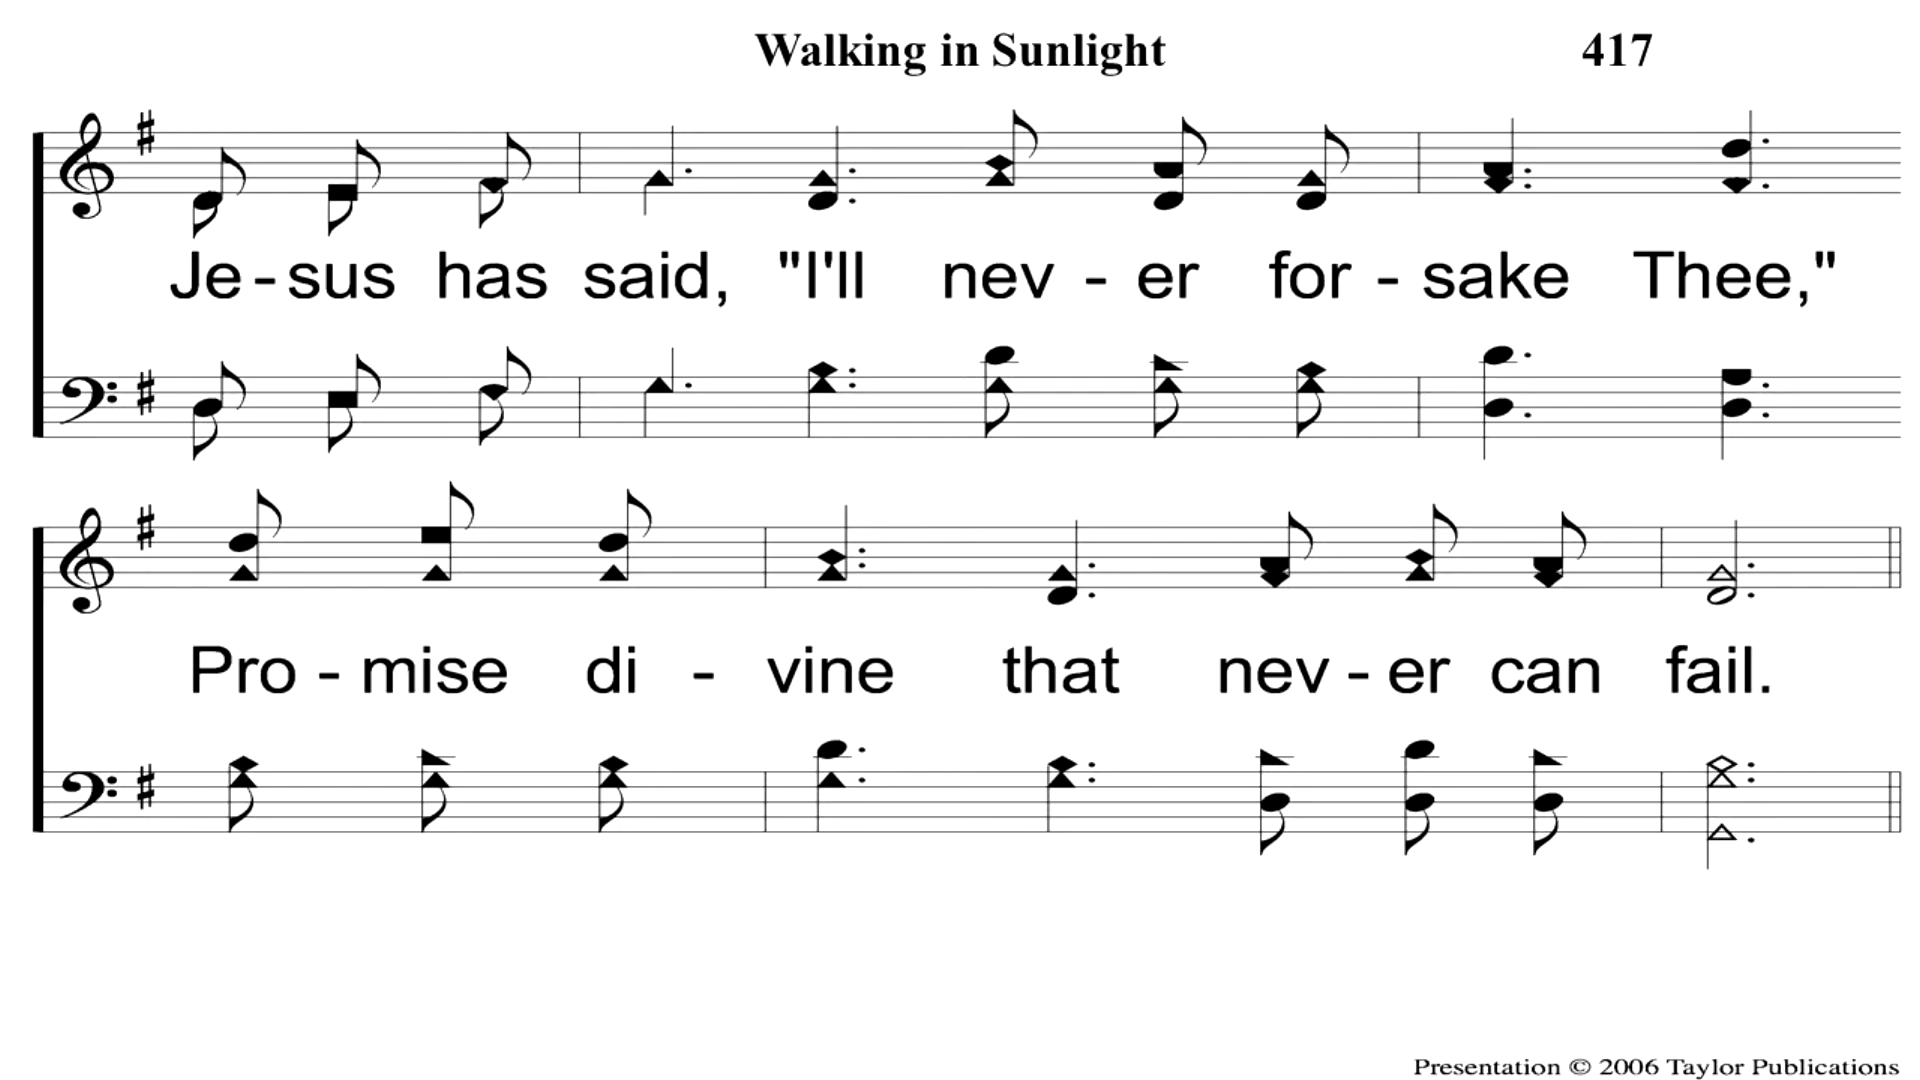 Walking in Sunlight 417
Je - sus has said, "I'll nev - er for - sake Thee,"
Pro - mise di - vine that nev - er can fail.
Presentation © 2006 Taylor Publications